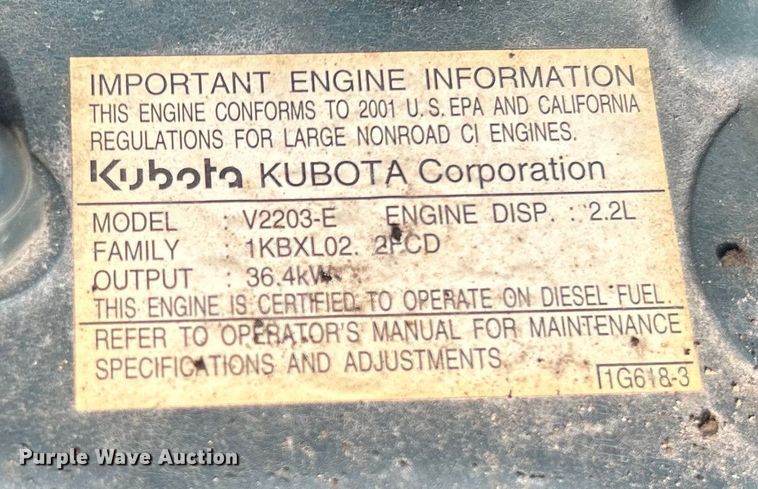 IMPORTANT ENGINE INFORMATION
THIS ENGINE CONFORMS TO 2001 U.S.EPA AND CALIFORNIA
REGULATIONS FOR LARGE NONROAD CI ENGINES.
Kubota KUBOTA Corporation
MODEL : V2203-E ENGINE DISP. : 2.2L
FAMILY : 1KBXL02.2FCD
OUTPUT : 36.4kW
THIS ENGINE IS CERTIFIED TO OPERATE ON DIESEL FUEL.
REFER TO OPERATOR'S MANUAL FOR MAINTENANCE
SPECIFICATIONS AND ADJUSTMENTS.
1G618-3
Purple Wave Auction